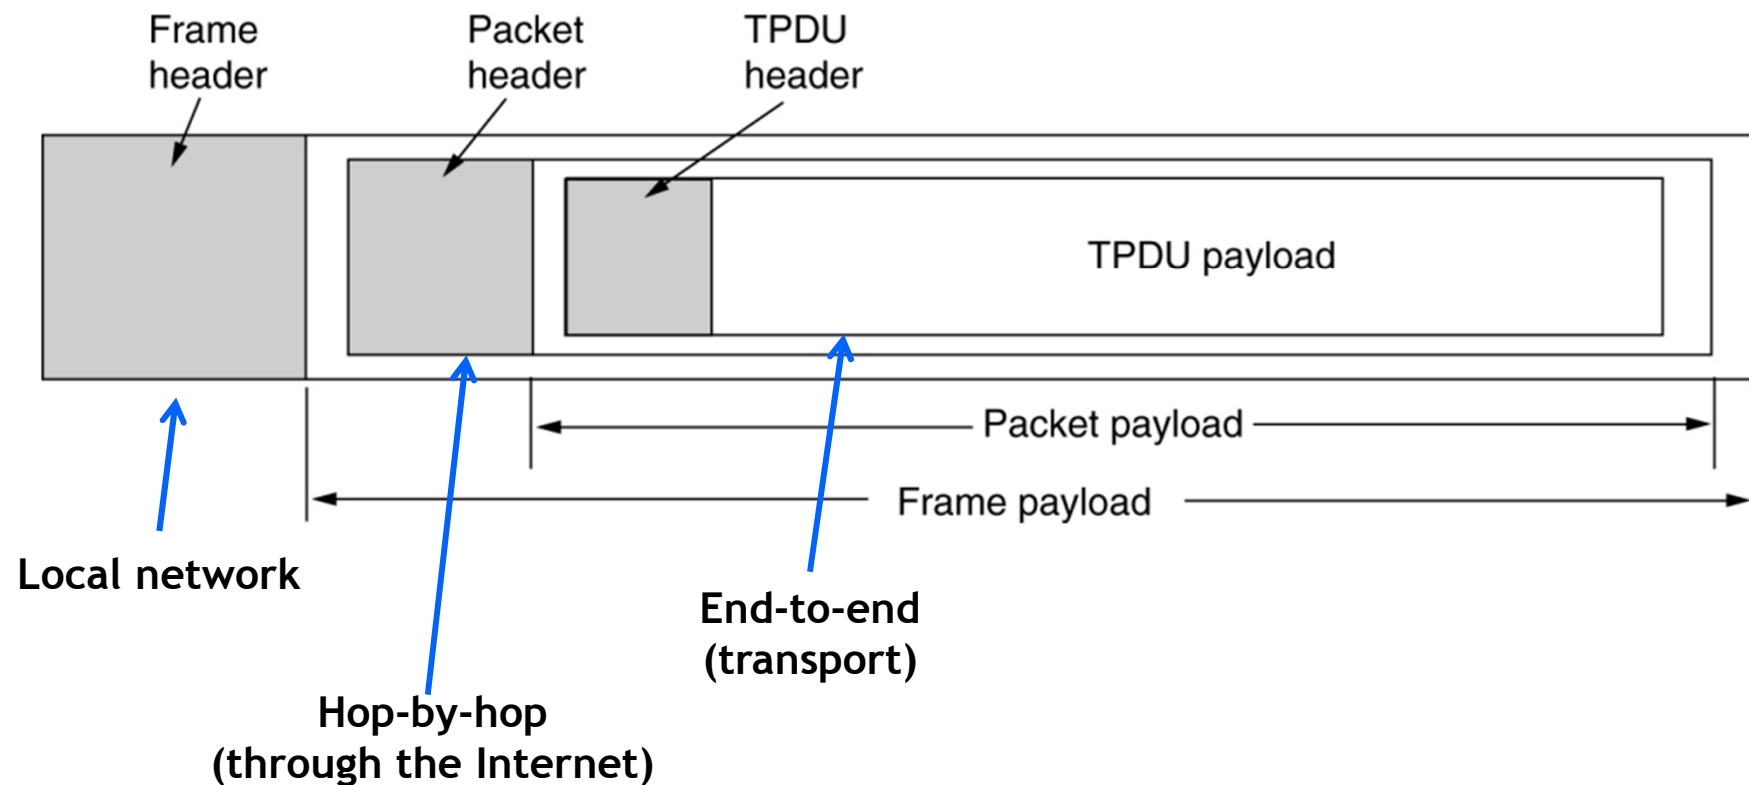 Frame
header
Packet
header
TPDU
header
TPDU payload
Packet payload
Frame payload
Local network
End-to-end
(transport)
Hop-by-hop
(through the Internet)